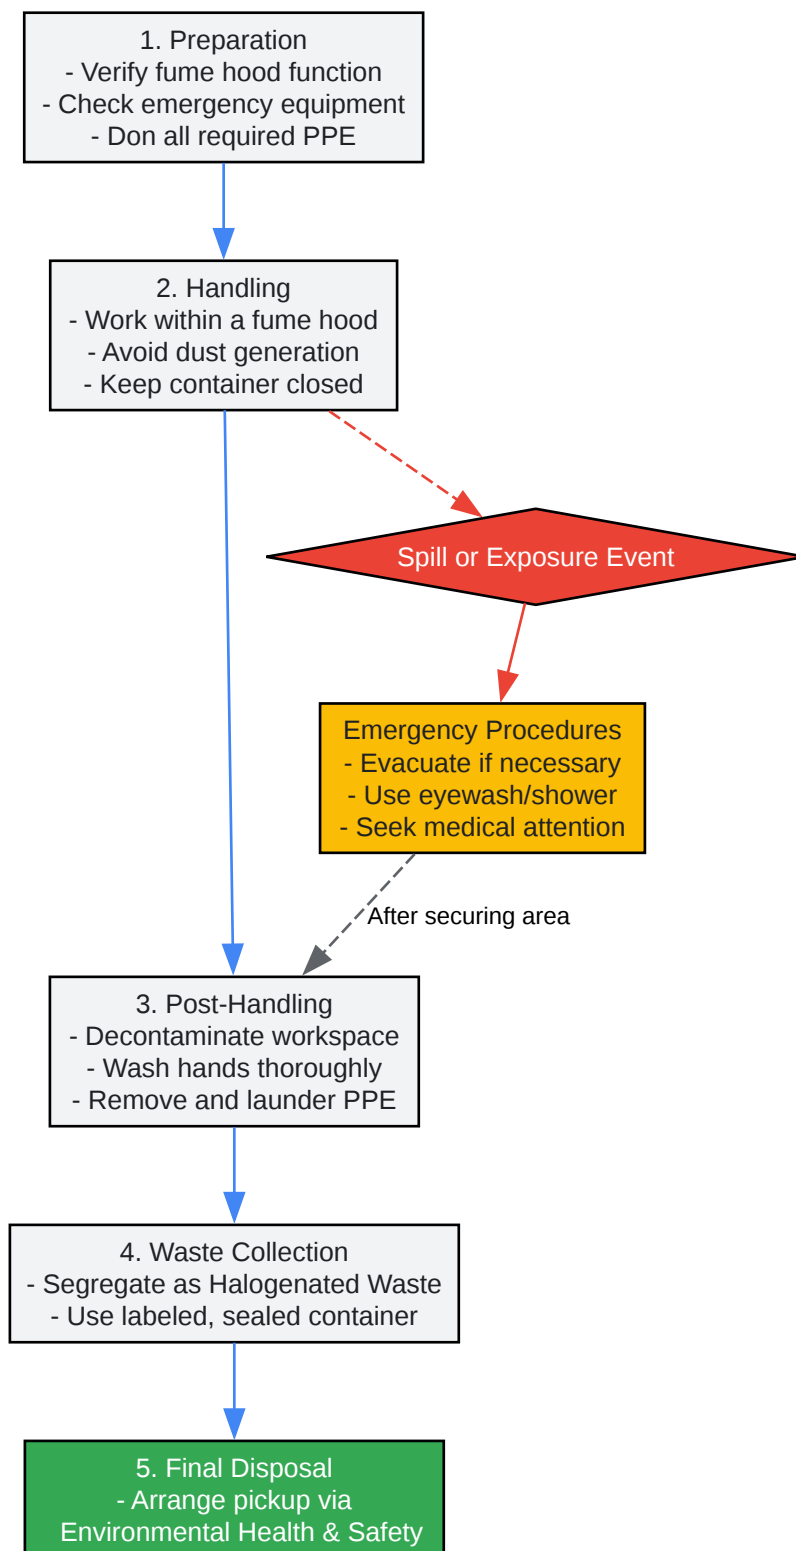 1. Preparation
- Verify fume hood function
- Check emergency equipment
- Don all required PPE
2. Handling
- Work within a fume hood
- Avoid dust generation
- Keep container closed
Spill or Exposure Event
Emergency Procedures
- Evacuate if necessary
- Use eyewash/shower
- Seek medical attention
After securing area
3. Post-Handling
- Decontaminate workspace
- Wash hands thoroughly
- Remove and launder PPE
4. Waste Collection
- Segregate as Halogenated Waste
- Use labeled, sealed container
5. Final Disposal
- Arrange pickup via
Environmental Health & Safety